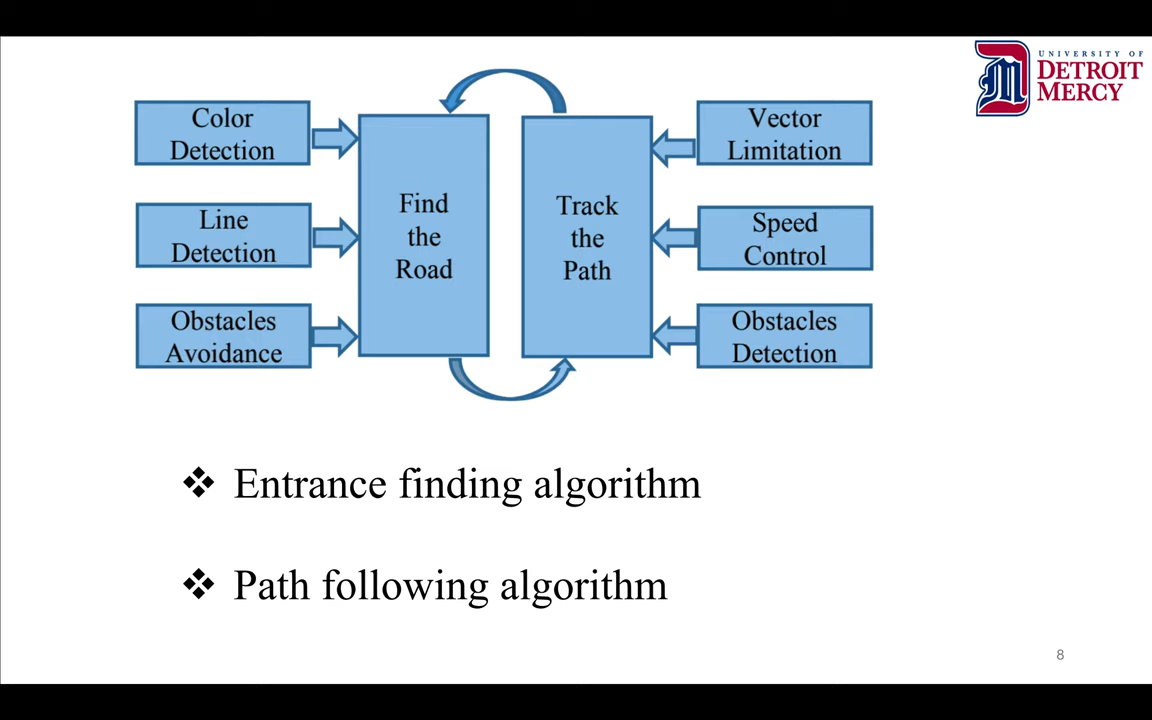 UNIVERSITY OF
DETROIT
MERCY
Color
Detection
Line
Detection
Obstacles
Avoidance
Find
the
Road
Track
the
Path
Vector
Limitation
Speed
Control
Obstacles
Detection
❖ Entrance finding algorithm
❖ Path following algorithm
8